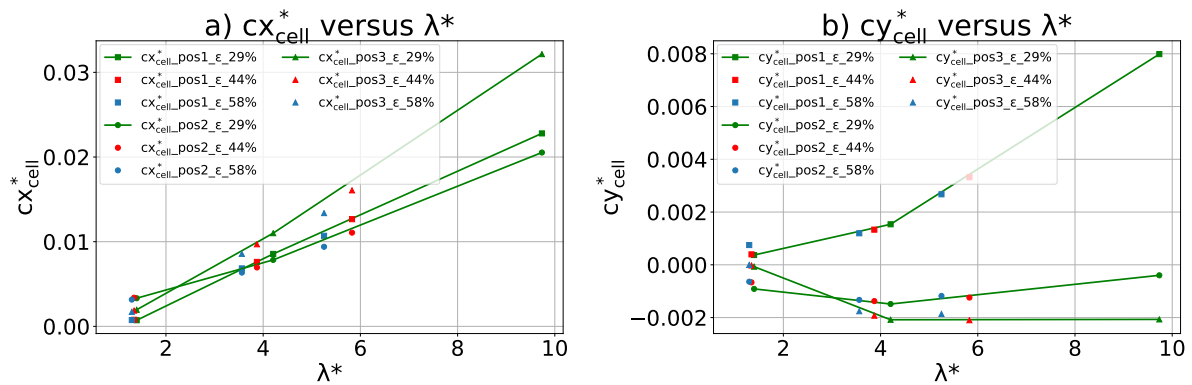 a) cx*cell versus λ*
cx*cell_pos1_ε_29%
cx*cell_pos1_ε_44%
cx*cell_pos1_ε_58%
cx*cell_pos2_ε_29%
cx*cell_pos2_ε_44%
cx*cell_pos2_ε_58%
cx*cell_pos3_ε_29%
cx*cell_pos3_ε_44%
cx*cell_pos3_ε_58%
cx*cell
0.03
0.02
0.01
0.00
2 4 6 8 10
λ*
b) cy*cell versus λ*
cy*cell_pos1_ε_29%
cy*cell_pos1_ε_44%
cy*cell_pos1_ε_58%
cy*cell_pos2_ε_29%
cy*cell_pos2_ε_44%
cy*cell_pos2_ε_58%
cy*cell_pos3_ε_29%
cy*cell_pos3_ε_44%
cy*cell_pos3_ε_58%
cy*cell
0.008
0.006
0.004
0.002
0.000
−0.002
2 4 6 8 10
λ*